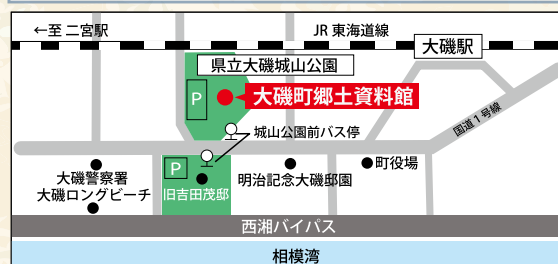 ←至 二宮駅
JR 東海道線
大磯駅
県立大磯城山公園
P
大磯町郷土資料館
国道1号線
城山公園前バス停
P
大磯警察署
旧吉田茂邸
明治記念大磯邸園
町役場
大磯ロングビーチ
西湘バイパス
相模湾